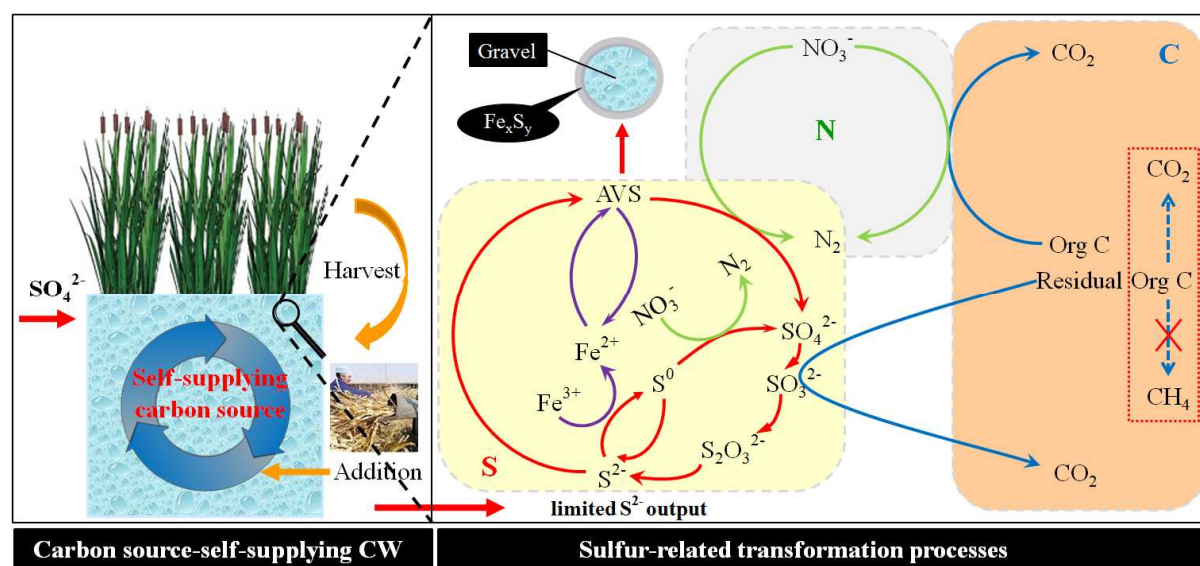 SO₄²⁻
Harvest
Self-supplying
carbon source
Addition
Carbon source-self-supplying CW
Gravel
FeₓSᵧ
AVS
NO₃⁻
N
N₂
N₂
NO₃⁻
Fe²⁺
Fe³⁺
S⁰
SO₄²⁻
SO₃²⁻
S₂O₃²⁻
S²⁻
S
limited S²⁻ output
CO₂
C
CO₂
Org C
Residual Org C
CH₄
CO₂
Sulfur-related transformation processes